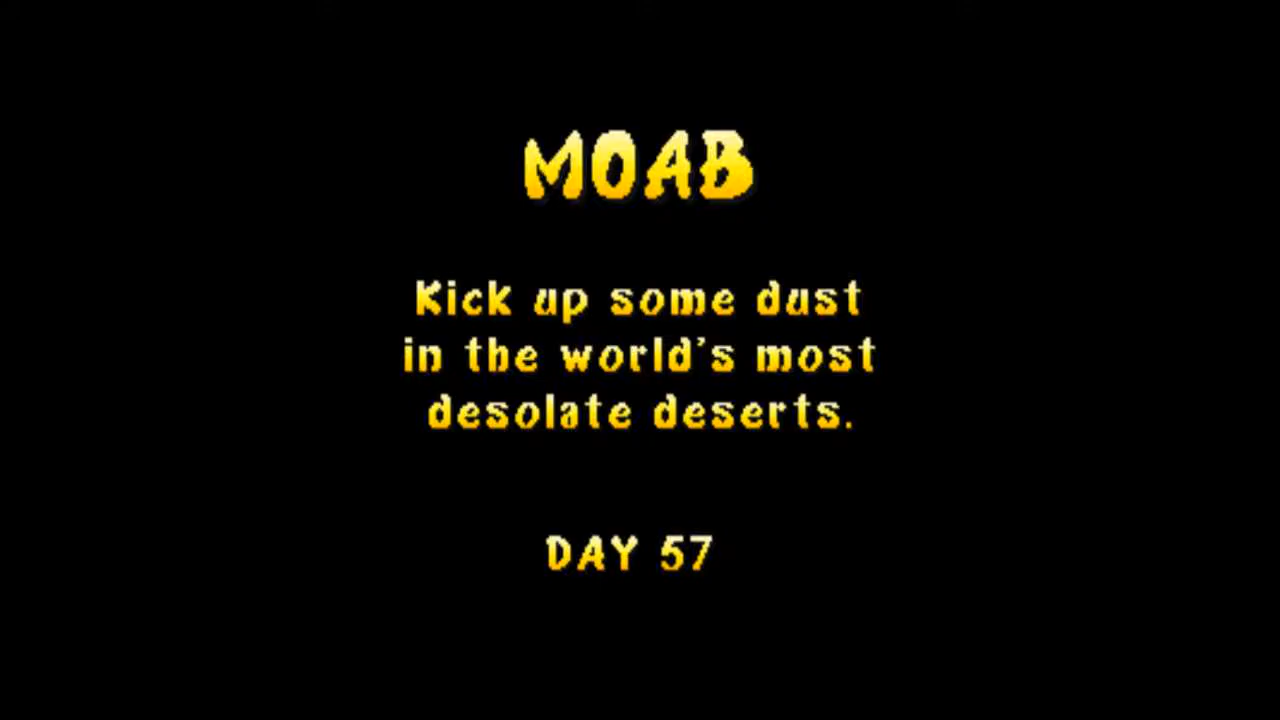 MOAB
Kick up some dust
in the world's most
desolate deserts.
DAY 57